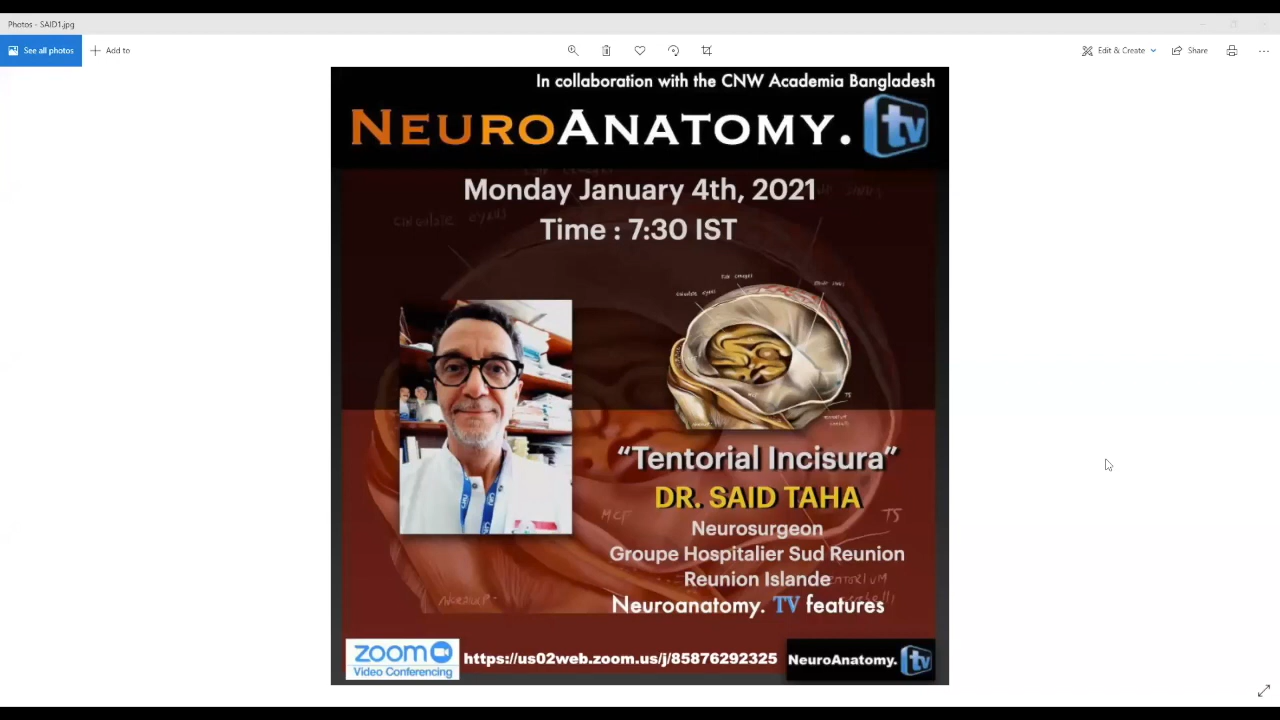 Photos - SAID1.jpg
See all photos
Add to
Edit & Create
Share
In collaboration with the CNW Academia Bangladesh
NEUROANATOMY. tv
Monday January 4th, 2021
Time : 7:30 IST
"Tentorial Incisura"
DR. SAID TAHA
MCF
TS
Neurosurgeon
Groupe Hospitalier Sud Reunion
Reunion Islande
Neuroanatomy. TV features
zoom
Video Conferencing
https://us02web.zoom.us/j/85876292325
NeuroAnatomy. tv